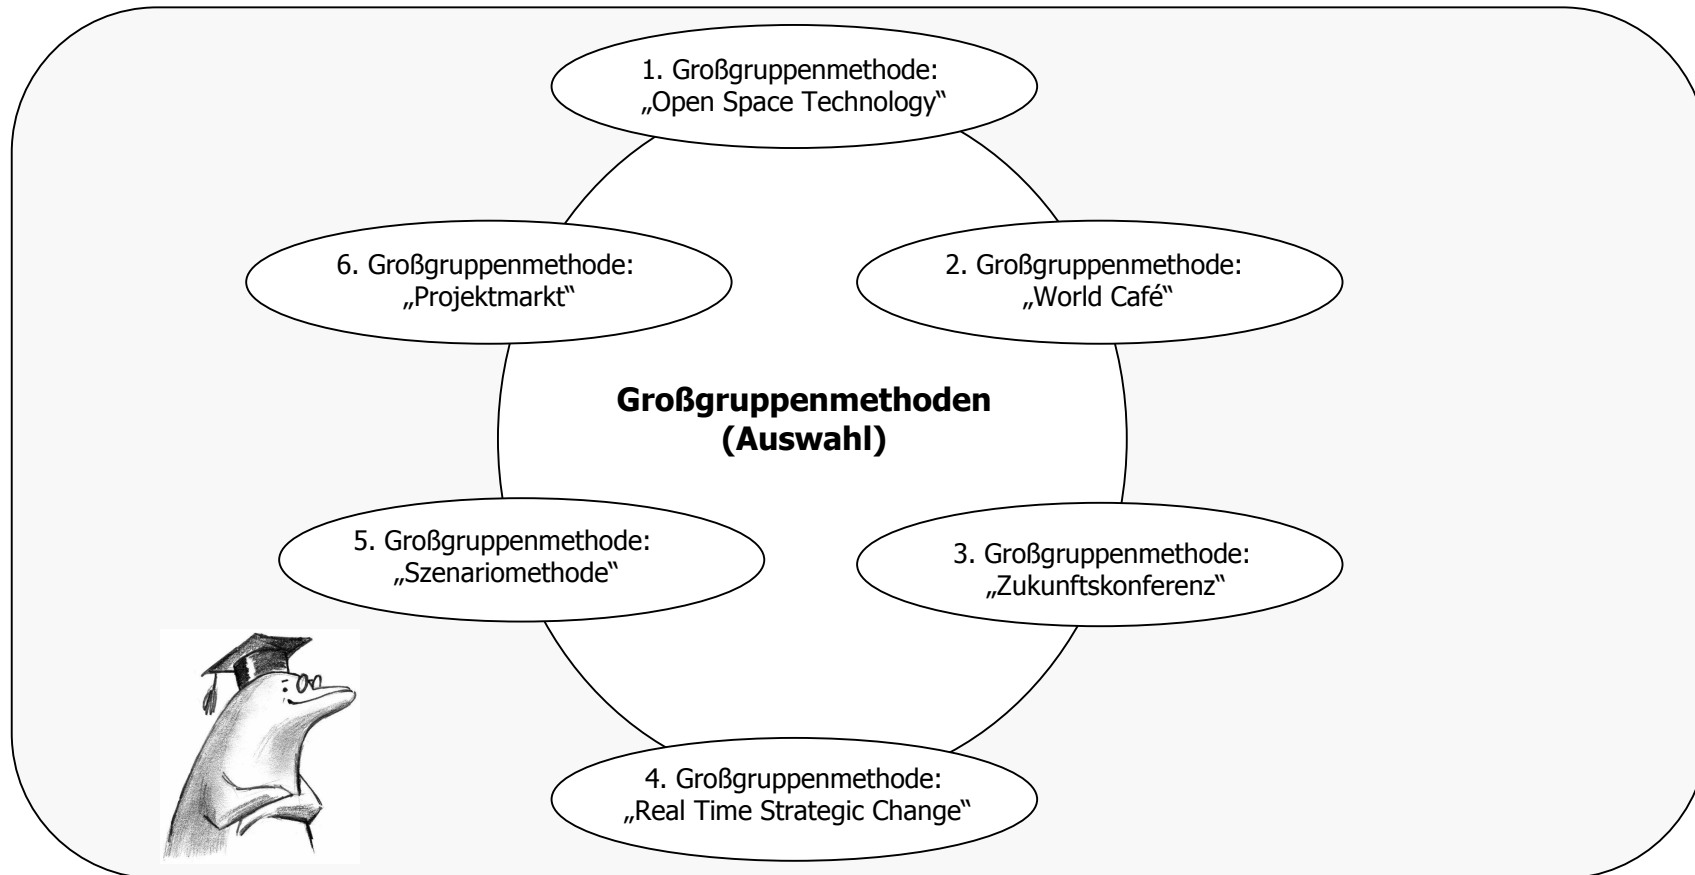 1. Großgruppenmethode:
„Open Space Technology“
6. Großgruppenmethode:
„Projektmarkt“
2. Großgruppenmethode:
„World Café“
Großgruppenmethoden
(Auswahl)
5. Großgruppenmethode:
„Szenariomethode“
3. Großgruppenmethode:
„Zukunftskonferenz“
4. Großgruppenmethode:
„Real Time Strategic Change“